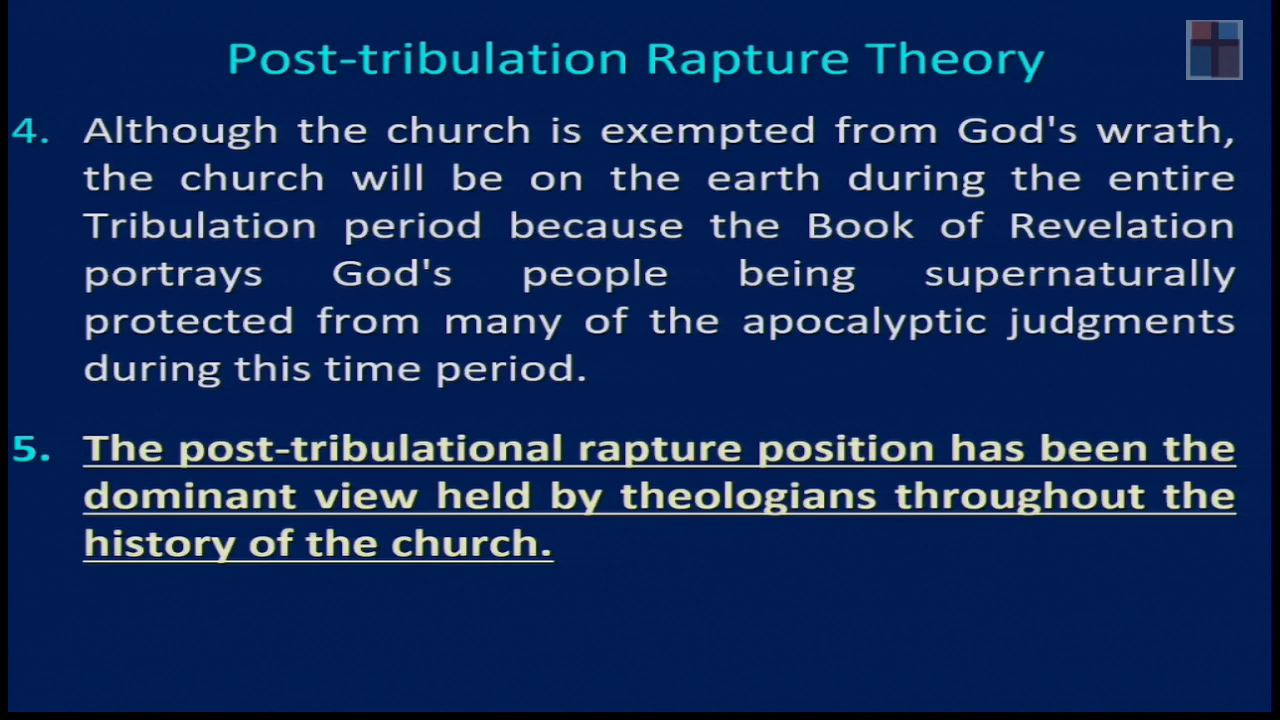 Post-tribulation Rapture Theory
4. Although the church is exempted from God's wrath,
the church will be on the earth during the entire
Tribulation period because the Book of Revelation
portrays God's people being supernaturally
protected from many of the apocalyptic judgments
during this time period.
5. The post-tribulational rapture position has been the
dominant view held by theologians throughout the
history of the church.